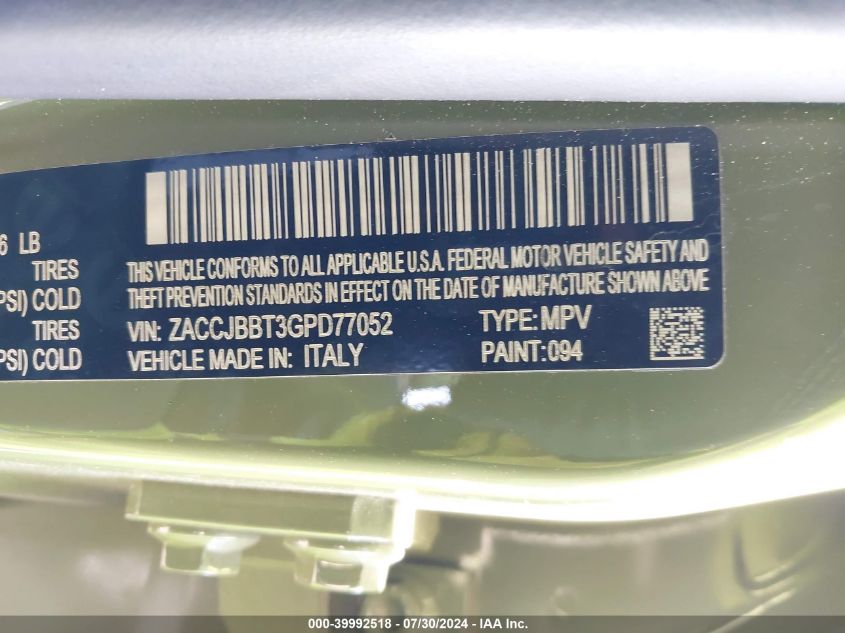 6 LB
TIRES
PSI) COLD
TIRES
PSI) COLD
THIS VEHICLE CONFORMS TO ALL APPLICABLE U.S.A. FEDERAL MOTOR VEHICLE SAFETY AND
THEFT PREVENTION STANDARDS IN EFFECT ON THE DATE OF MANUFACTURE SHOWN ABOVE
VIN: ZACCJBBT3GPD77052 TYPE: MPV
VEHICLE MADE IN: ITALY PAINT: 094
000-39992518 / 07/30/2024 - IAA Inc.